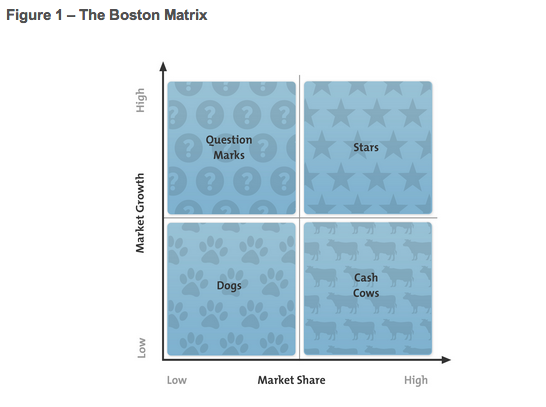 Figure 1 – The Boston Matrix
High
Question
Marks
Stars
Market Growth
Dogs
Cash
Cows
Low
Low
Market Share
High